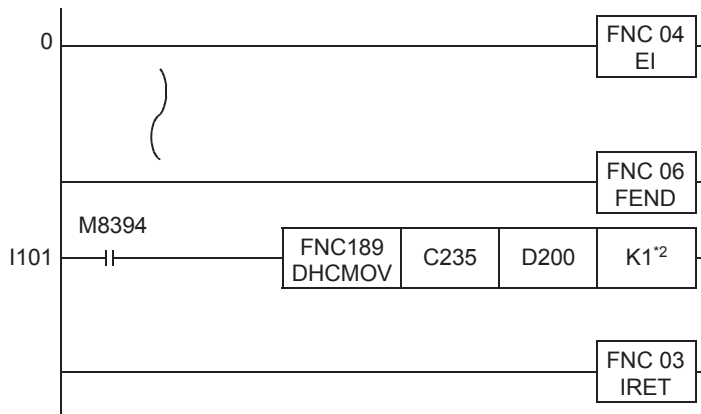 0
FNC 04
EI
FNC 06
FEND
M8394
I101
FNC189
DHCMOV
C235
D200
K1*2
FNC 03
IRET